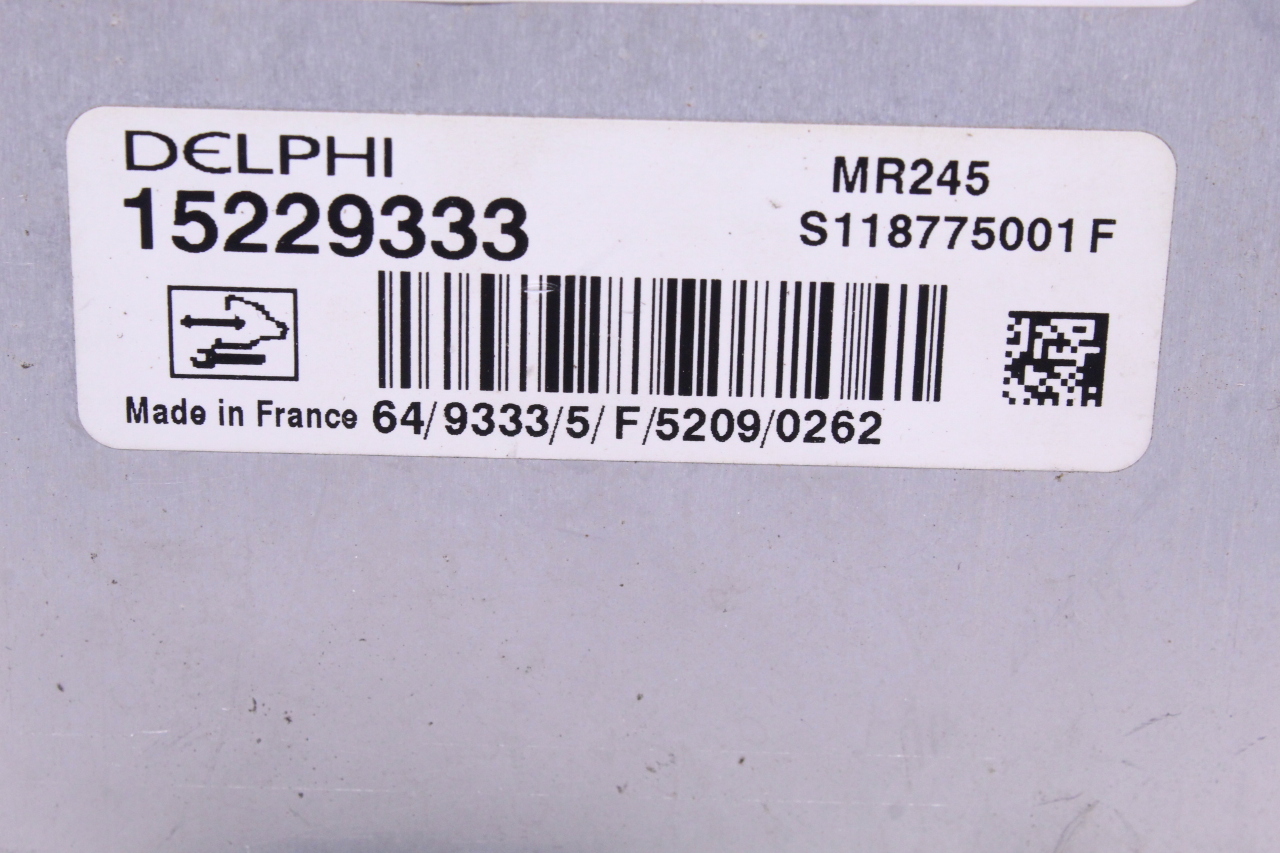 DELPHI
15229333
MR245
S118775001 F
Made in France 64/9333/5/ F/5209/0262